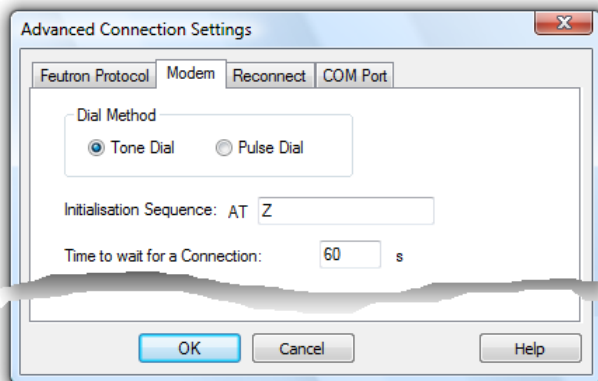 Advanced Connection Settings
Feutron Protocol Modem Reconnect COM Port
Dial Method
Tone Dial Pulse Dial
Initialisation Sequence: AT Z
Time to wait for a Connection: 60 s
OK Cancel Help